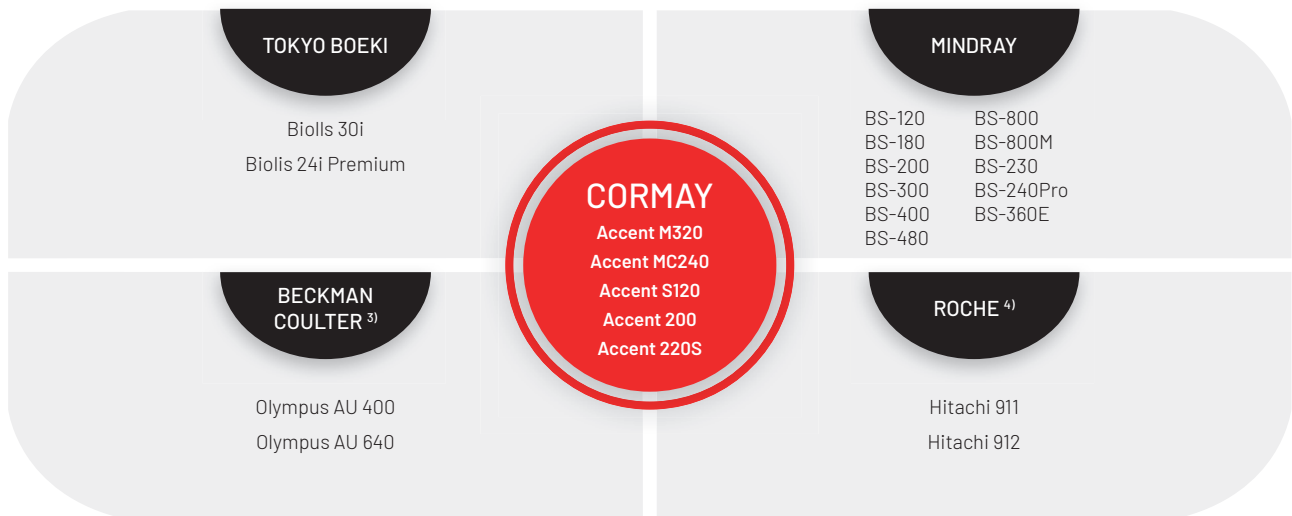 TOKYO BOEKI
Biolls 30i
Biolis 24i Premium
MINDRAY
BS-120 BS-800
BS-180 BS-800M
BS-200 BS-230
BS-300 BS-240Pro
BS-400 BS-360E
BS-480
CORMAY
Accent M320
Accent MC240
Accent S120
Accent 200
Accent 220S
BECKMAN
COULTER ³⁾
Olympus AU 400
Olympus AU 640
ROCHE ⁴⁾
Hitachi 911
Hitachi 912